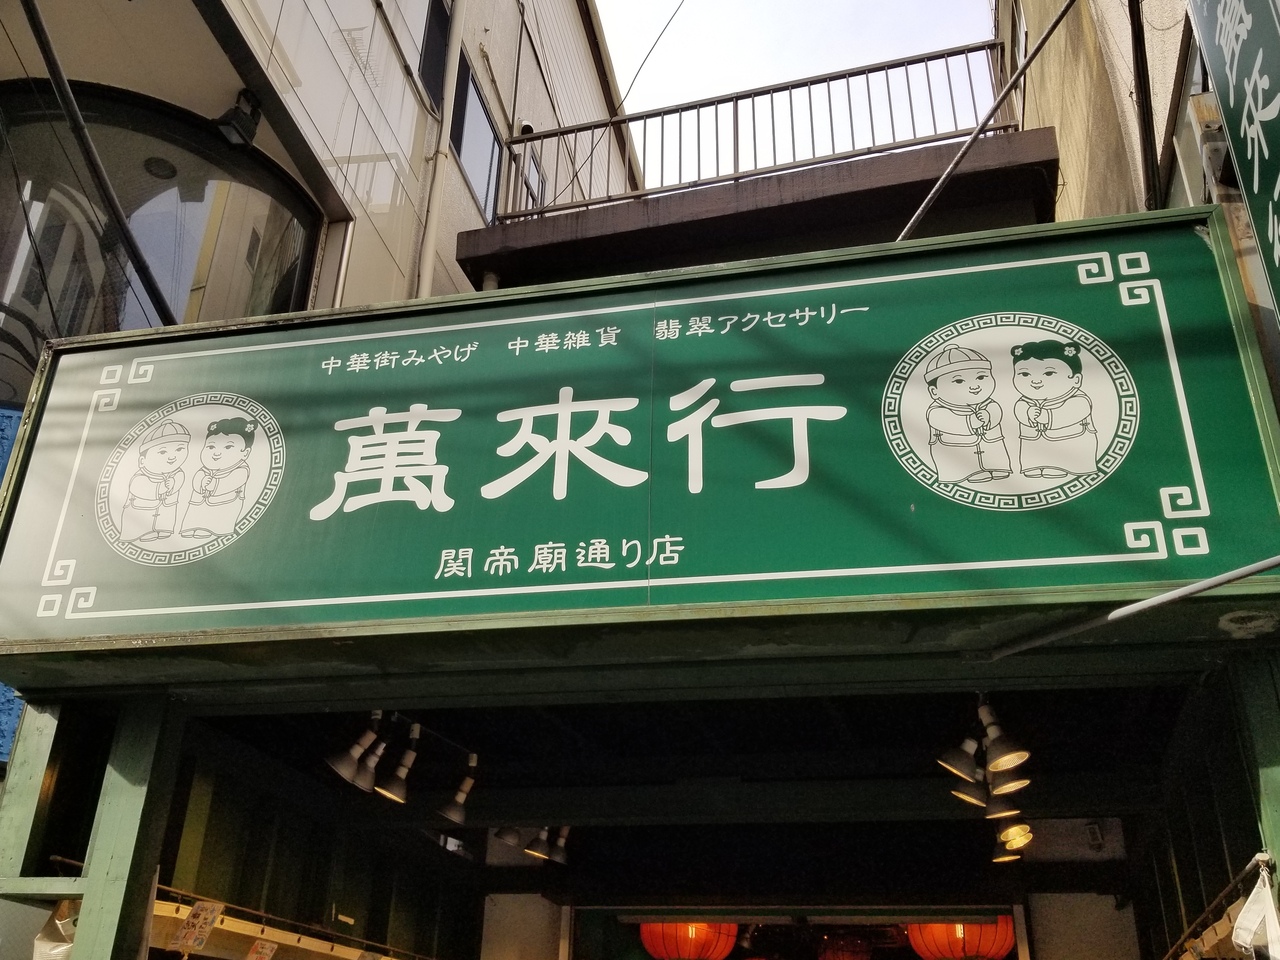 中華街みやげ 中華雑貨 翡翠アクセサリー
萬來行
関帝廟通り店